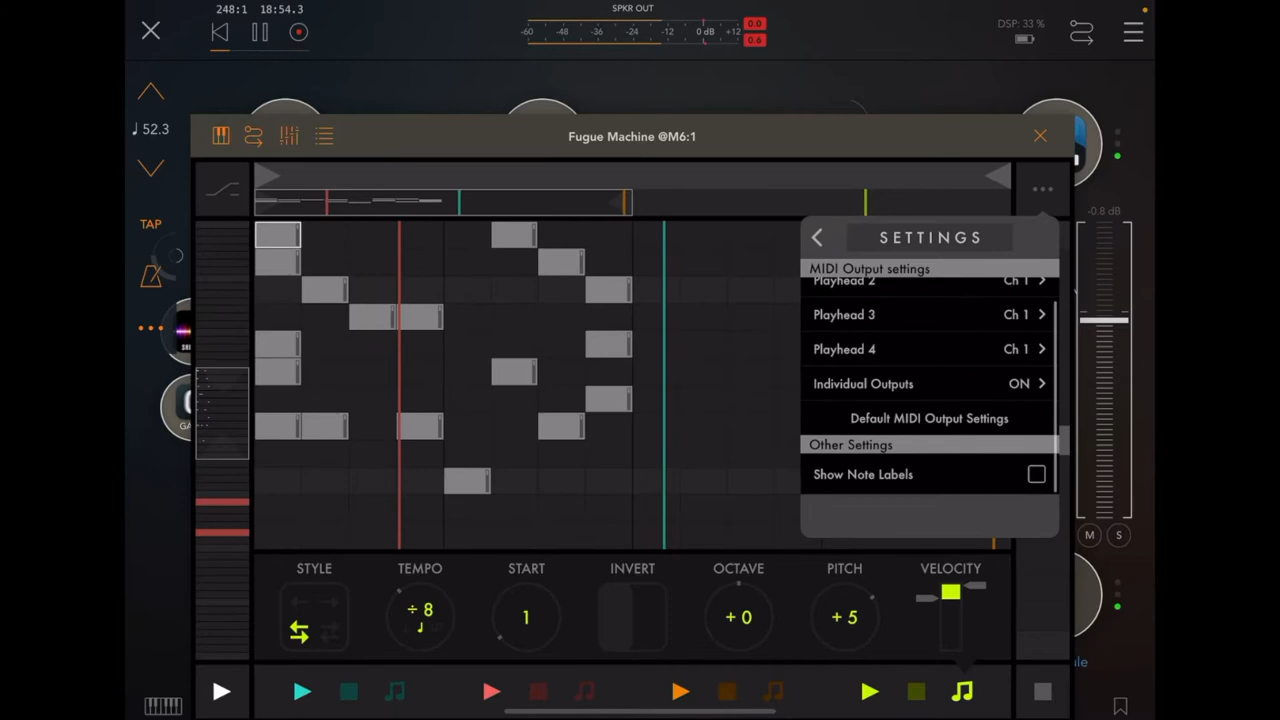 248:1 18:54.3
SPKR OUT
-60 -48 -36 -24 -12 0 dB +12
0.0
0.6
DSP: 33 %
♩ 52.3
TAP
Fugue Machine @M6:1
-0.8 dB
SETTINGS
MIDI Output settings
Playhead 2 Ch 1
Playhead 3 Ch 1
Playhead 4 Ch 1
Individual Outputs ON
Default MIDI Output Settings
Other Settings
Show Note Labels
M S
STYLE TEMPO START INVERT OCTAVE PITCH VELOCITY
÷ 8 1 + 0 + 5